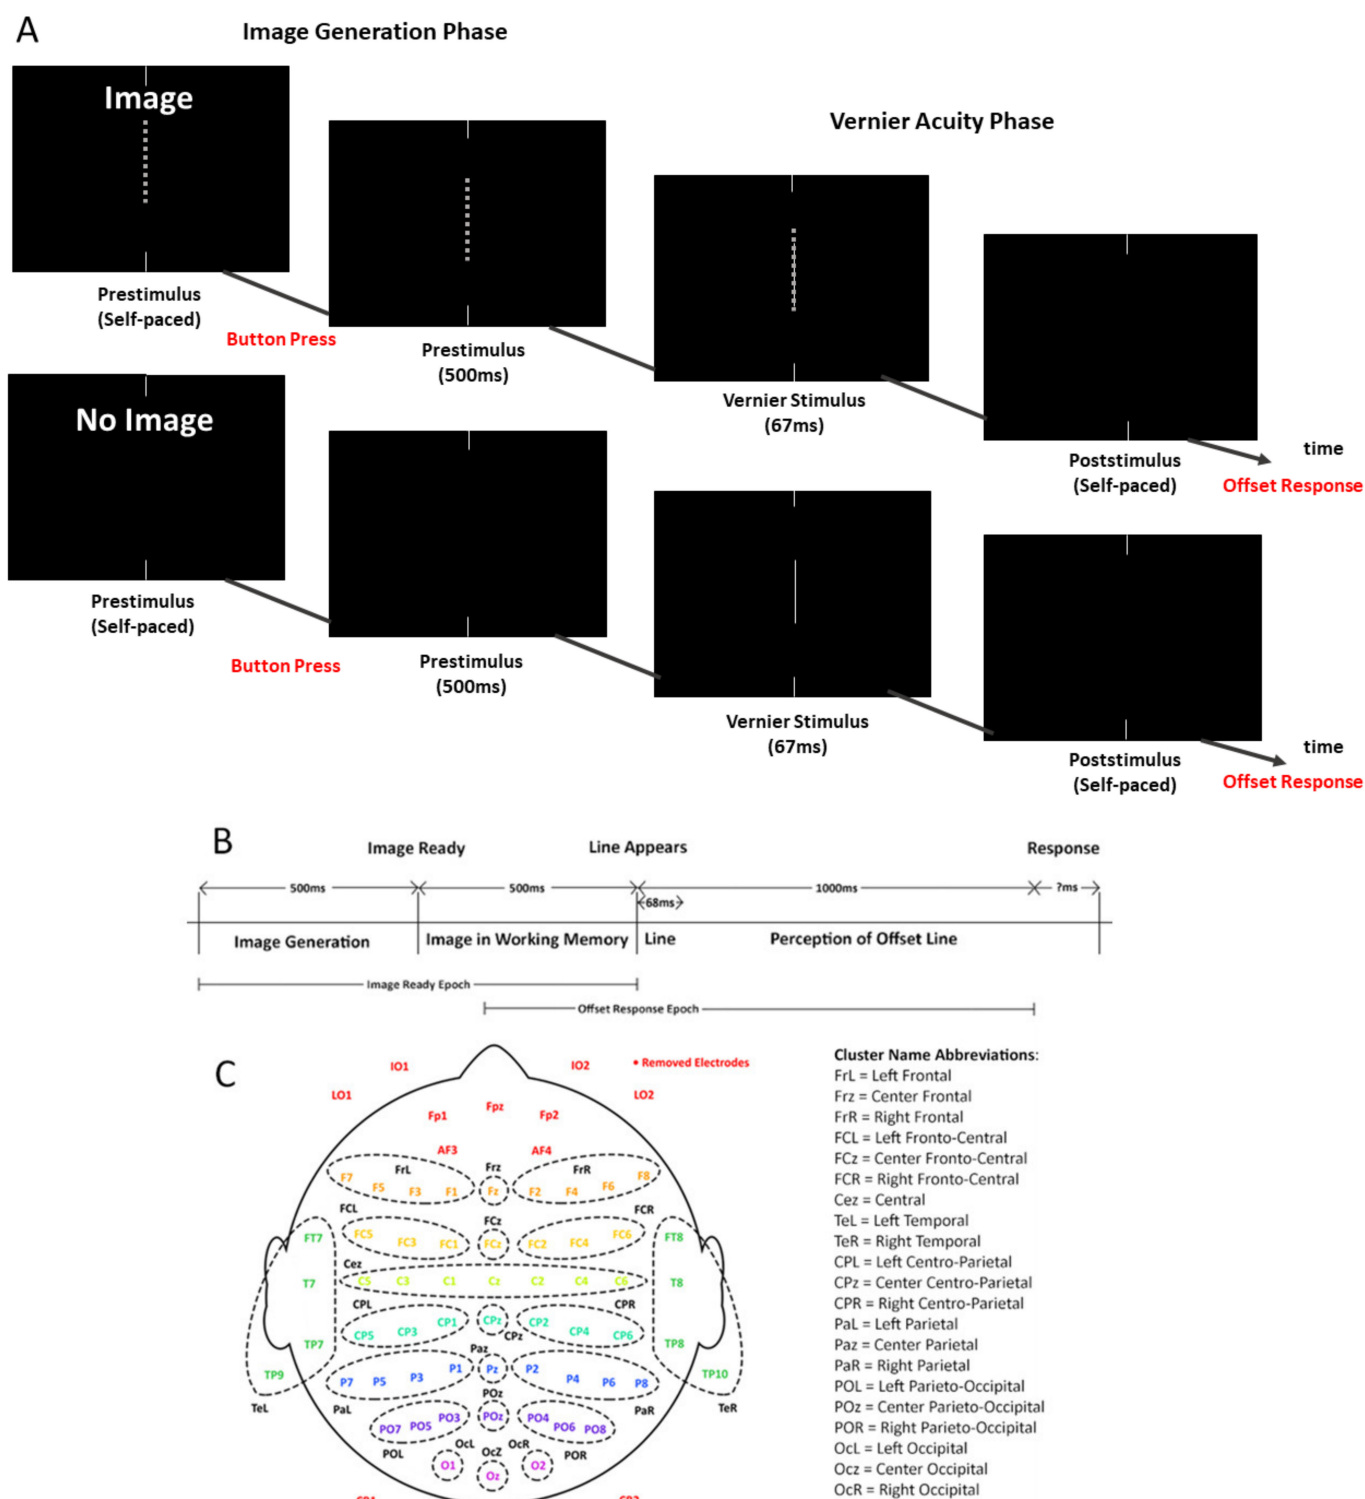 A
Image Generation Phase
Image
Vernier Acuity Phase
Prestimulus
(Self-paced)
Button Press
Prestimulus
(500ms)
Vernier Stimulus
(67ms)
Poststimulus
(Self-paced)
time
Offset Response
No Image
Prestimulus
(Self-paced)
Button Press
Prestimulus
(500ms)
Vernier Stimulus
(67ms)
Poststimulus
(Self-paced)
time
Offset Response
B
Image Ready Line Appears Response
500ms 500ms 1000ms ?ms
68ms
Image Generation Image in Working Memory Line Perception of Offset Line
Image Ready Epoch
Offset Response Epoch
C
IO1 IO2 • Removed Electrodes
LO1 LO2
Fp1 Fpz Fp2
AF3 AF4
FrL Frz FrR
F7 F5 F3 F1 Fz F2 F4 F6 F8
FCL FCz FCR
FT7 FC5 FC3 FC1 FCz FC2 FC4 FC6 FT8
Cez
T7 C5 C3 C1 Cz C2 C4 C6 T8
CPL CPR
CP5 CP3 CP1 CPz CP2 CP4 CP6
CPz
TP7 TP8
Paz
TP9 P7 P5 P3 P1 Pz P2 P4 P6 P8 TP10
TeL PaL POz PaR TeR
PO7 PO5 PO3 POz PO4 PO6 PO8
POL OcL OcZ OcR POR
O1 Oz O2
Cluster Name Abbreviations:
FrL = Left Frontal
Frz = Center Frontal
FrR = Right Frontal
FCL = Left Fronto-Central
FCz = Center Fronto-Central
FCR = Right Fronto-Central
Cez = Central
TeL = Left Temporal
TeR = Right Temporal
CPL = Left Centro-Parietal
CPz = Center Centro-Parietal
CPR = Right Centro-Parietal
PaL = Left Parietal
Paz = Center Parietal
PaR = Right Parietal
POL = Left Parieto-Occipital
POz = Center Parieto-Occipital
POR = Right Parieto-Occipital
OcL = Left Occipital
Ocz = Center Occipital
OcR = Right Occipital